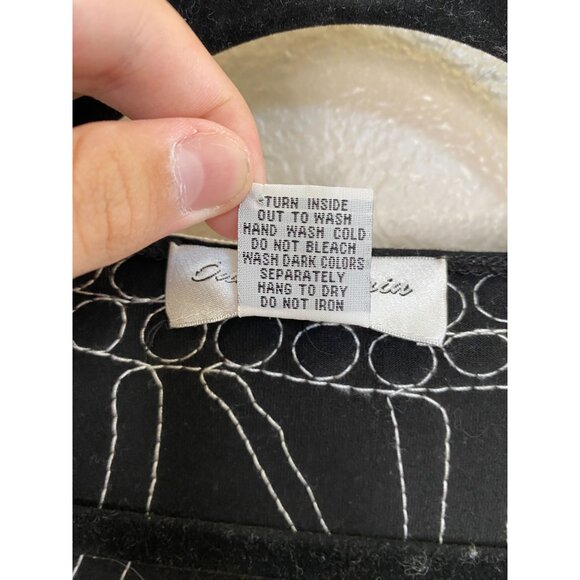 TURN INSIDE
OUT TO WASH
HAND WASH COLD
DO NOT BLEACH
WASH DARK COLORS
SEPARATELY
HANG TO DRY
DO NOT IRON